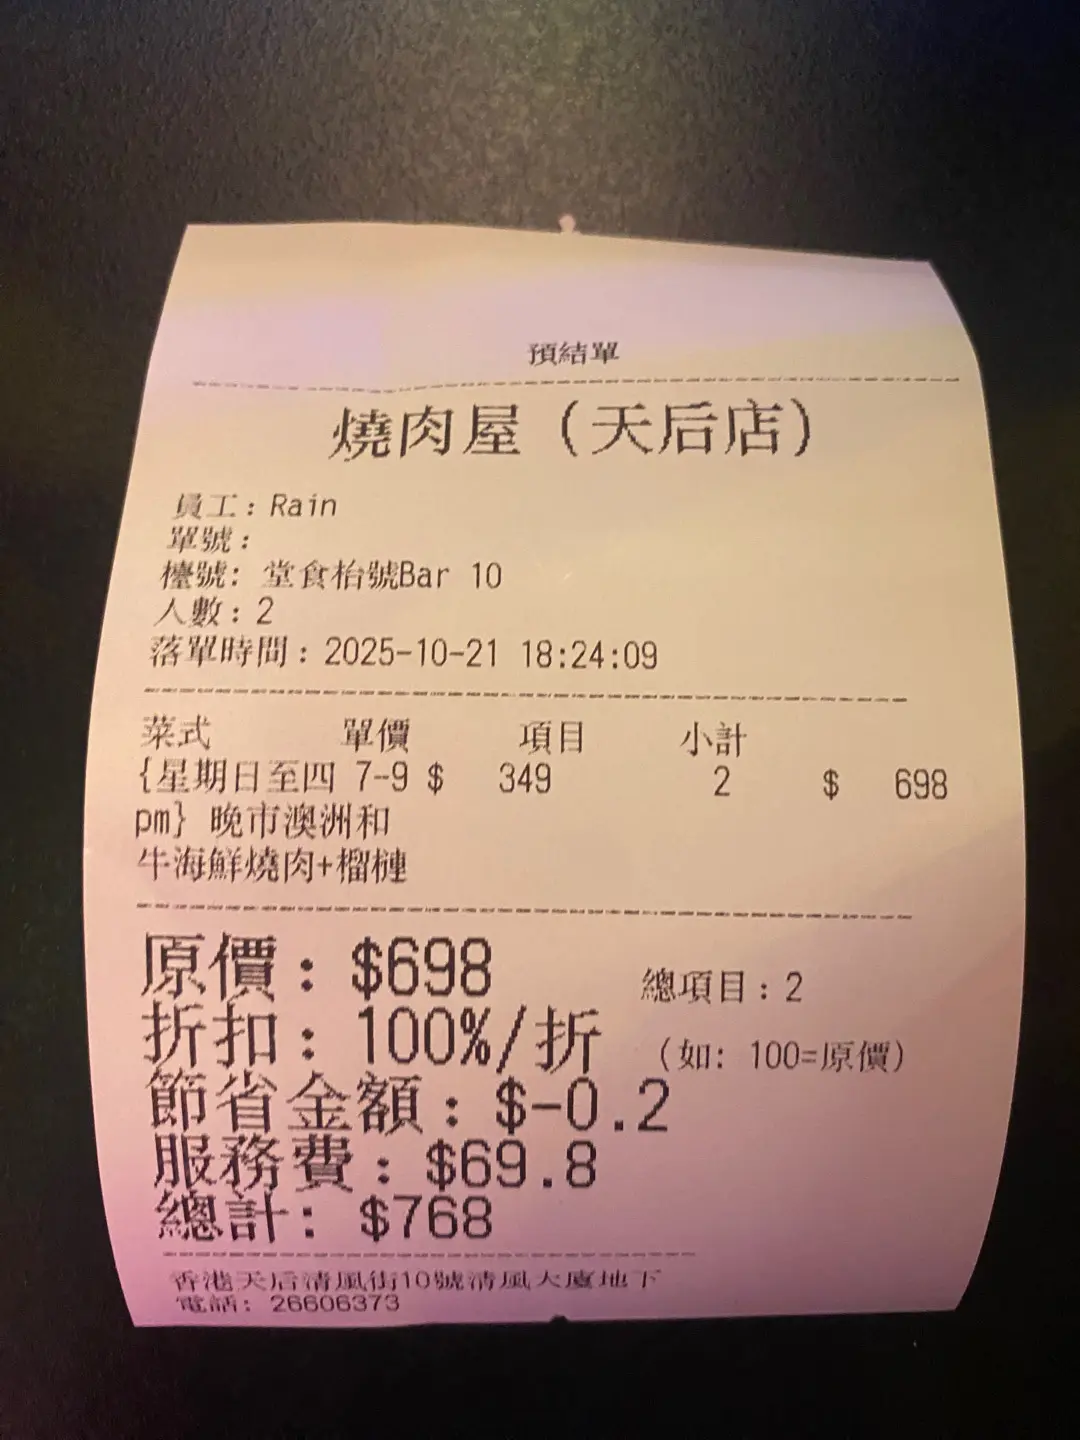 預結單
燒肉屋（天后店）
員工：Rain
單號：
檯號: 堂食枱號Bar 10
人數：2
落單時間：2025-10-21 18:24:09
菜式 單價 項目 小計
{星期日至四 7-9 $ 349 2 $ 698
pm} 晚市澳洲和
牛海鮮燒肉+榴槤
原價：$698 總項目：2
折扣：100%/折 （如: 100=原價）
節省金額：$-0.2
服務費：$69.8
總計：$768
香港天后清風街10號清風大廈地下
電話: 26606373